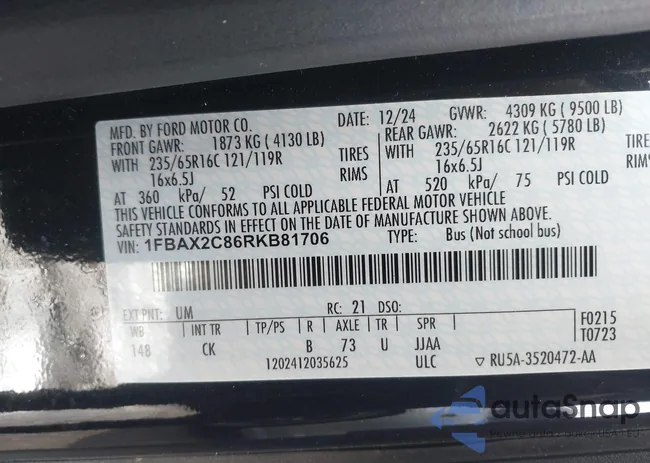 MFD. BY FORD MOTOR CO. DATE: 12/24 GVWR: 4309 KG ( 9500 LB)
FRONT GAWR: 1873 KG ( 4130 LB) REAR GAWR: 2622 KG ( 5780 LB)
WITH 235/65R16C 121/119R TIRES WITH 235/65R16C 121/119R
16x6.5J RIMS 16x6.5J
AT 360 kPa/ 52 PSI COLD AT 520 kPa/ 75 PSI COLD
THIS VEHICLE CONFORMS TO ALL APPLICABLE FEDERAL MOTOR VEHICLE
SAFETY STANDARDS IN EFFECT ON THE DATE OF MANUFACTURE SHOWN ABOVE.
VIN: 1FBAX2C86RKB81706 TYPE: Bus (Not school bus)
EXT PNT: UM RC: 21 DSO:
WB INT TR TP/PS R AXLE TR SPR
148 CK B 73 U JJAA
1202412035625 ULC
F0215
T0723
▽ RU5A-3520472-AA
autoSnap